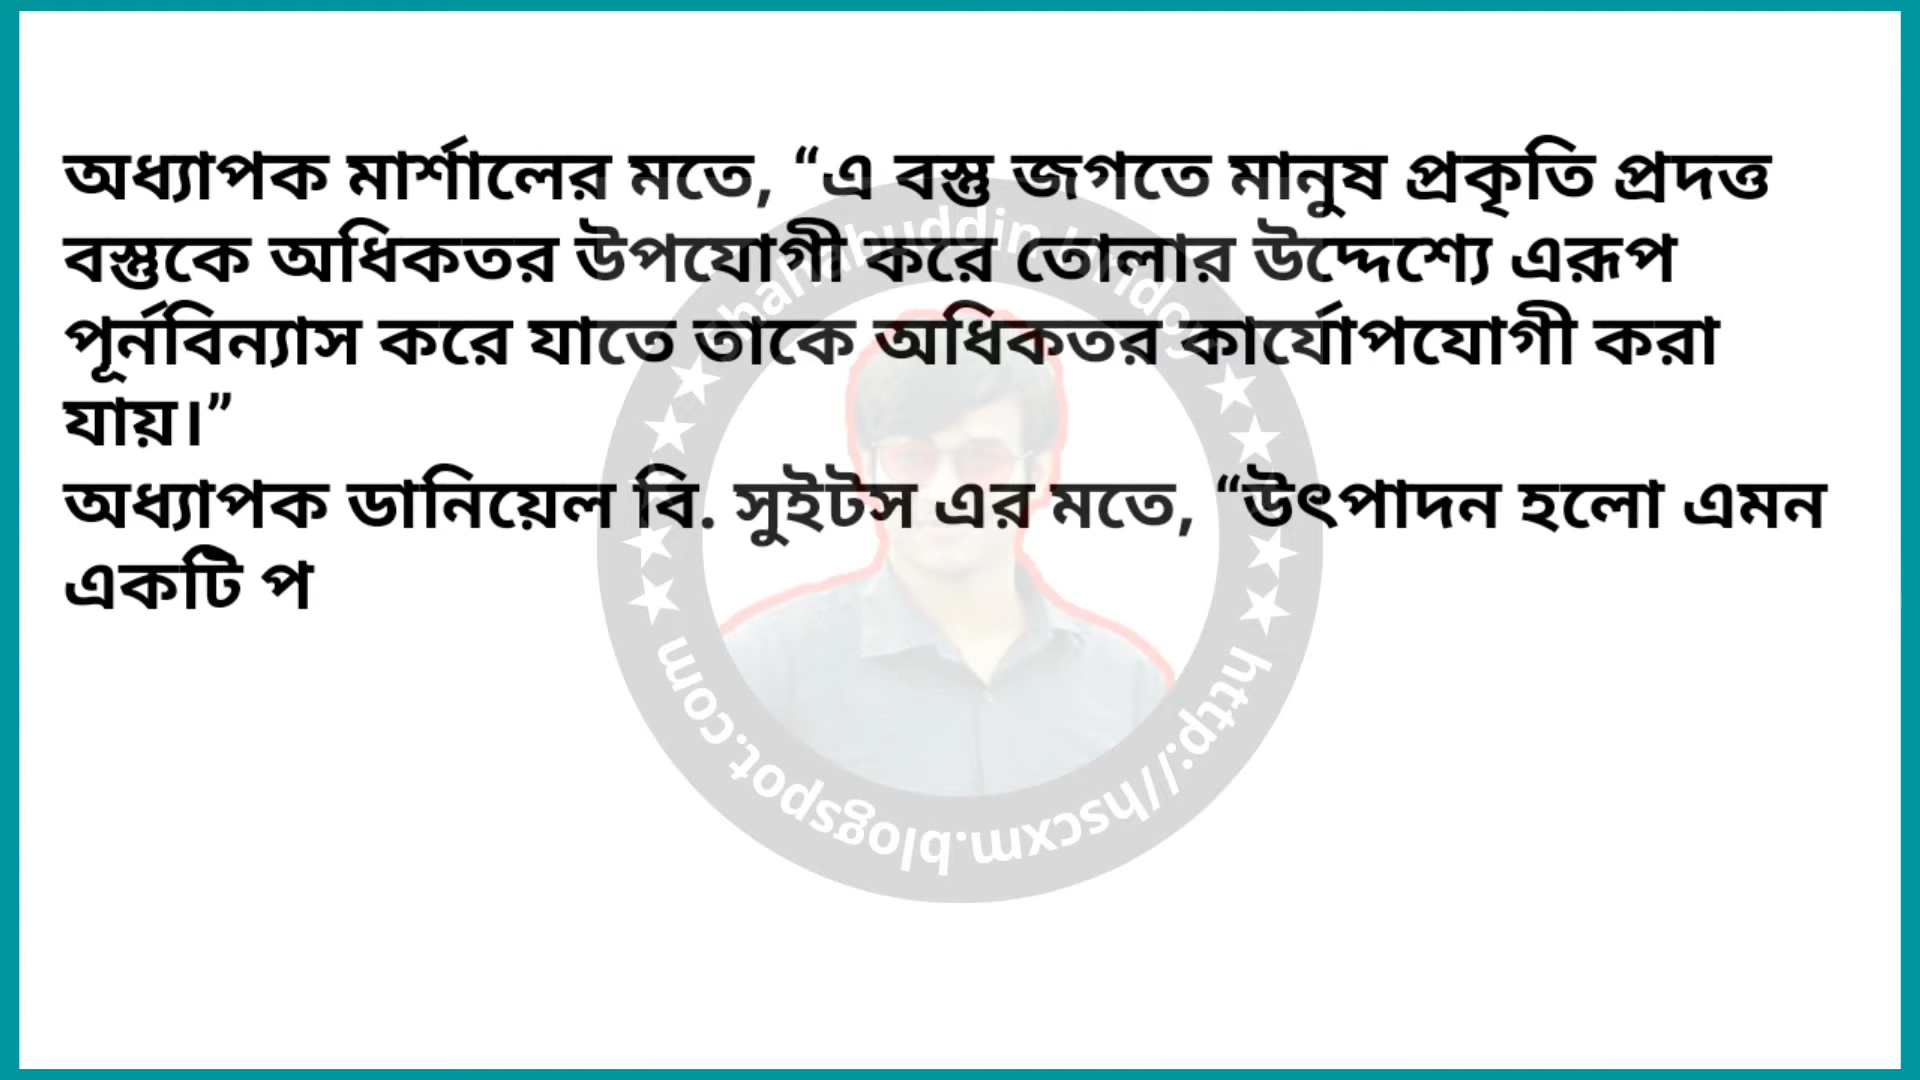 অধ্যাপক মার্শালের মতে, “এ বস্তু জগতে মানুষ প্রকৃতি প্রদত্ত
বস্তুকে অধিকতর উপযোগী করে তোলার উদ্দেশ্যে এরূপ
পূর্নবিন্যাস করে যাতে তাকে অধিকতর কার্যোপযোগী করা
যায়।”
অধ্যাপক ডানিয়েল বি. সুইটস এর মতে, “উৎপাদন হলো এমন
একটি প
http://hscxm.blogspot.com